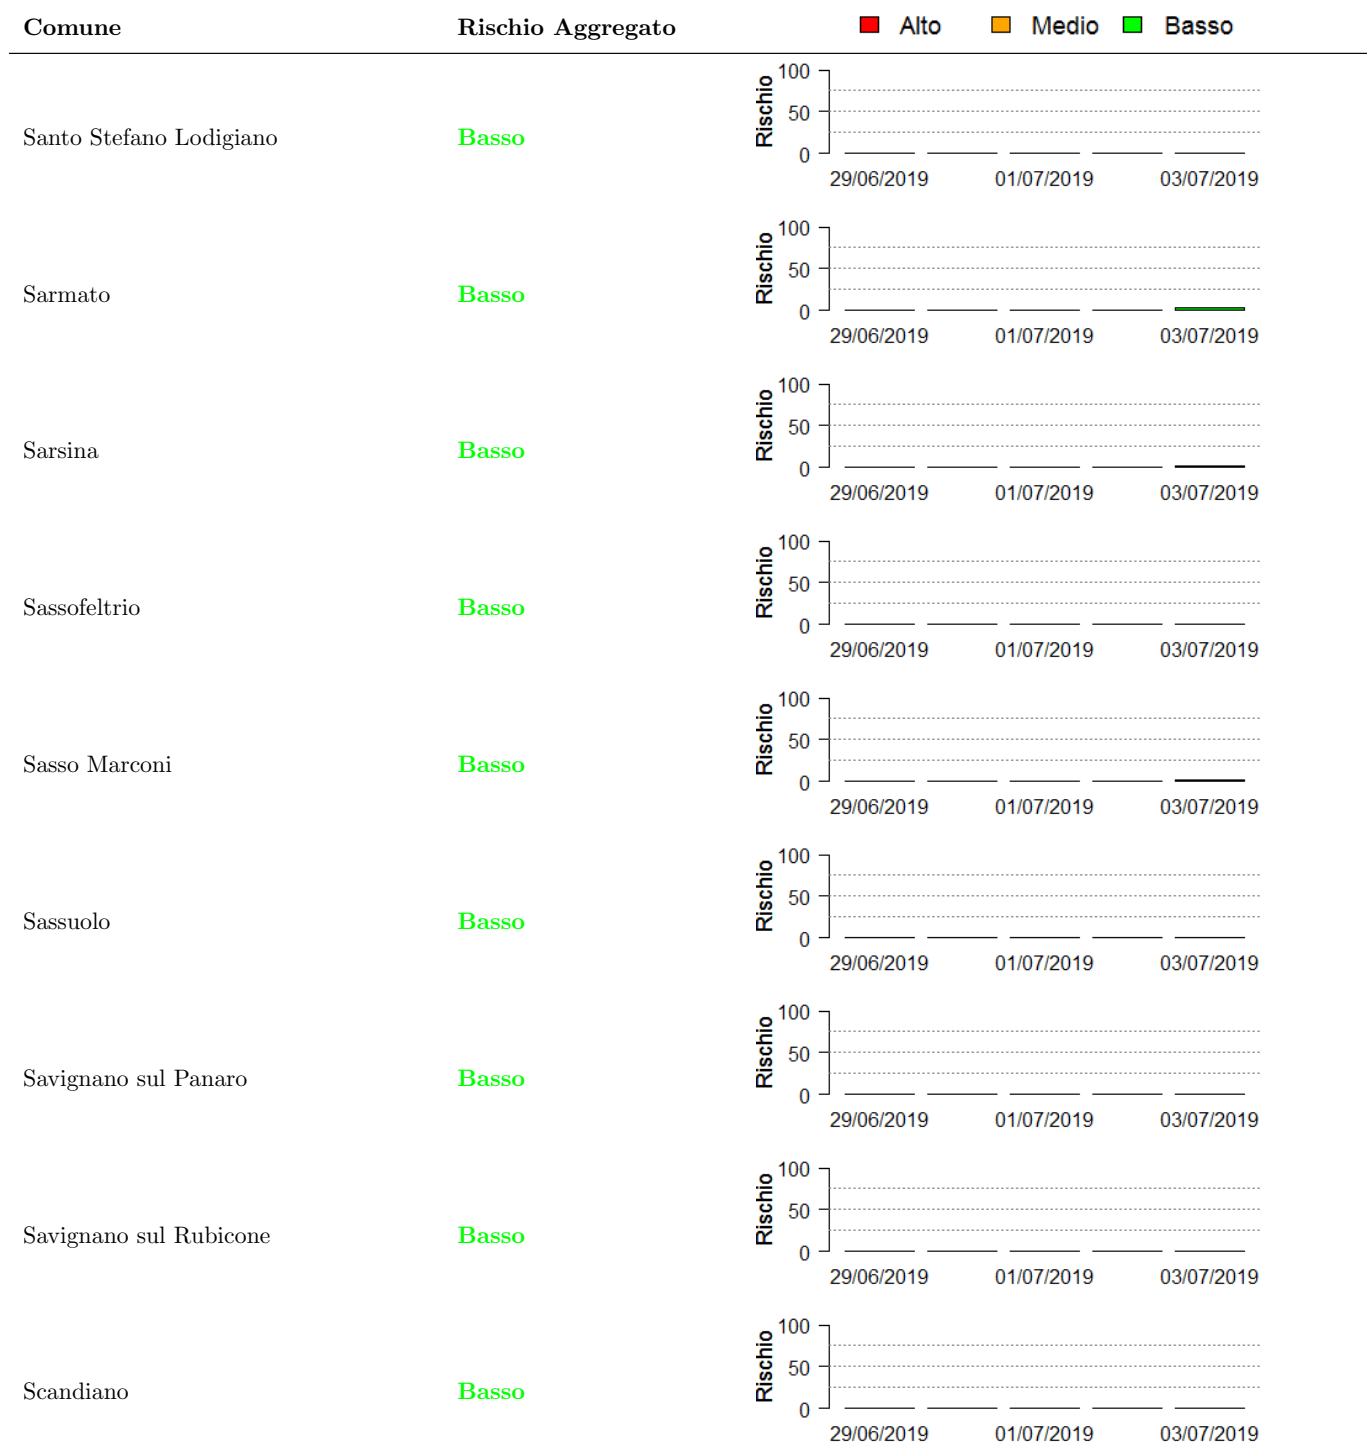 Comune Rischio Aggregato Alto Medio Basso
Santo Stefano Lodigiano Basso
Rischio
100
50
0
29/06/2019 01/07/2019 03/07/2019
Sarmato Basso
Rischio
100
50
0
29/06/2019 01/07/2019 03/07/2019
Sarsina Basso
Rischio
100
50
0
29/06/2019 01/07/2019 03/07/2019
Sassofeltrio Basso
Rischio
100
50
0
29/06/2019 01/07/2019 03/07/2019
Sasso Marconi Basso
Rischio
100
50
0
29/06/2019 01/07/2019 03/07/2019
Sassuolo Basso
Rischio
100
50
0
29/06/2019 01/07/2019 03/07/2019
Savignano sul Panaro Basso
Rischio
100
50
0
29/06/2019 01/07/2019 03/07/2019
Savignano sul Rubicone Basso
Rischio
100
50
0
29/06/2019 01/07/2019 03/07/2019
Scandiano Basso
Rischio
100
50
0
29/06/2019 01/07/2019 03/07/2019